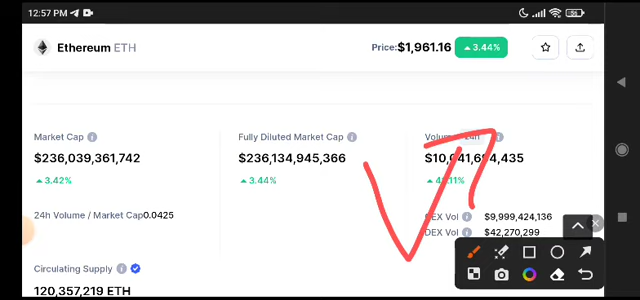 12:57 PM
Ethereum ETH
Price:$1,961.16 3.44%
Market Cap
Fully Diluted Market Cap
$236,039,361,742
$236,134,945,366
3.42%
3.44%
24h Volume / Market Cap0.0425
$9,999,424,136
DEX Vol $42,270,299
Circulating Supply
120,357,219 ETH